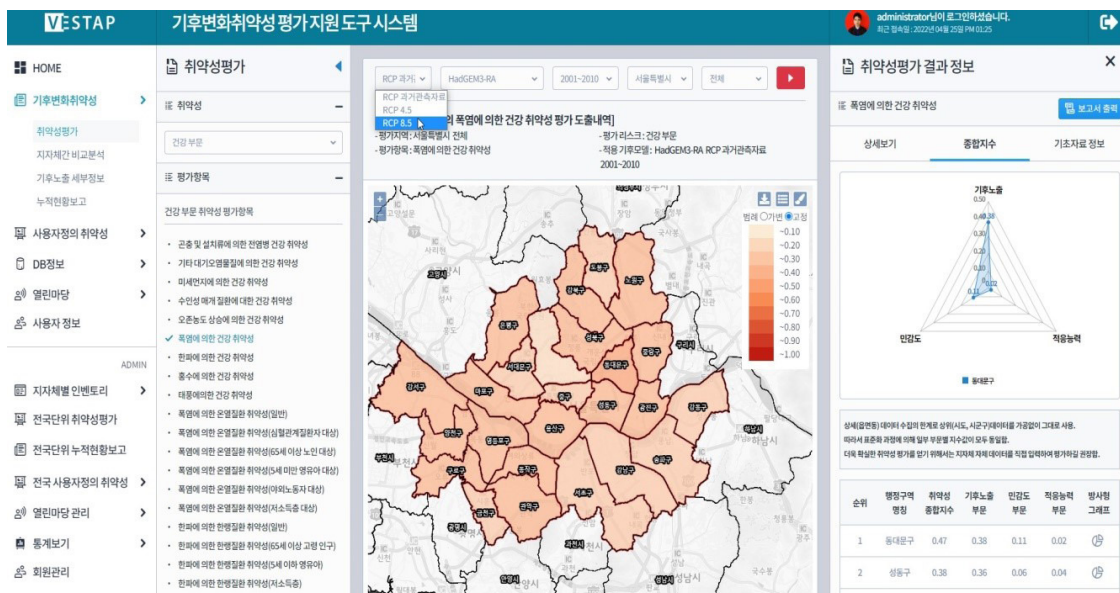 VESTAP
기후변화취약성 평가지원 도구 시스템
administrator님이 로그인하셨습니다.
최근 접속일 : 2022년 04월 25일 PM 01:25
HOME
기후변화취약성
취약성평가
지자체간 비교분석
기후노출 세부정보
누적현황보고
사용자정의 취약성
DB정보
열린마당
사용자 정보
ADMIN
지자체별 인벤토리
전국단위 취약성평가
전국단위 누적현황보고
전국 사용자정의 취약성
열린마당 관리
통계보기
회원관리
취약성평가
취약성
건강 부문
평가항목
건강 부문 취약성 평가항목
곤충 및 설치류에 의한 전염병 건강 취약성
기타 대기오염물질에 의한 건강 취약성
미세먼지에 의한 건강 취약성
수인성 매개 질환에 대한 건강 취약성
오존농도 상승에 의한 건강 취약성
폭염에 의한 건강 취약성
한파에 의한 건강 취약성
홍수에 의한 건강 취약성
태풍에의한 건강 취약성
폭염에 의한 온열질환 취약성(일반)
폭염에 의한 온열질환 취약성(심혈관계질환자 대상)
폭염에 의한 온열질환 취약성(65세 이상 노인 대상)
폭염에 의한 온열질환 취약성(5세 미만 영유아 대상)
폭염에 의한 온열질환 취약성(야외노동자 대상)
폭염에 의한 온열질환 취약성(저소득층 대상)
한파에 의한 한랭질환 취약성(일반)
한파에 의한 한랭질환 취약성(65세 이상 고령 인구)
한파에 의한 한랭질환 취약성(5세 이하 영유아)
한파에 의한 한랭질환 취약성(저소득층)
RCP 과거 HadGEM3-RA 2001~2010 서울특별시 전체
RCP 과거관측자료
RCP 4.5
RCP 8.5
의 폭염에 의한 건강 취약성 평가 도출내역]
- 평가지역 : 서울특별시 전체
- 평가 리스크 : 건강 부문
- 평가항목 : 폭염에 의한 건강 취약성
- 적용 기후모델 : HadGEM3-RA RCP 과거관측자료
2001~2010
범례 가변 고정
~0.10
~0.20
~0.30
~0.40
~0.50
~0.60
~0.70
~0.80
~0.90
~1.00
도봉구
노원구
강북구
은평구
성북구
중랑구
구리시
서대문구
동대문구
강서구
마포구
중구
성동구
광진구
강동구
양천구
영등포구
용산구
하남시
부천시
구로구
동작구
강남구
송파구
금천구
관악구
서초구
광명시
과천시
안양시
성남시
고양시
취약성평가 결과 정보
X
폭염에 의한 건강 취약성
보고서 출력
상세보기
종합지수
기초자료 정보
기후노출
0.50
0.40
0.38
0.30
0.20
0.10
0.11
0.02
민감도
적응능력
동대문구
상세(읍면동) 데이터 수집의 한계로 상위(시도, 시군구)데이터를 가공없이 그대로 사용.
따라서 표준화 과정에 의해 일부 부문별 지수값이 모두 동일함.
더욱 확실한 취약성 평가를 얻기 위해서는 지자체 자체 데이터를 직접 입력하여 평가하길 권장함.
순위 행정구역 명칭 취약성 종합지수 기후노출 부문 민감도 부문 적응능력 부문 방사형 그래프
1 동대문구 0.47 0.38 0.11 0.02
2 성동구 0.38 0.36 0.06 0.04